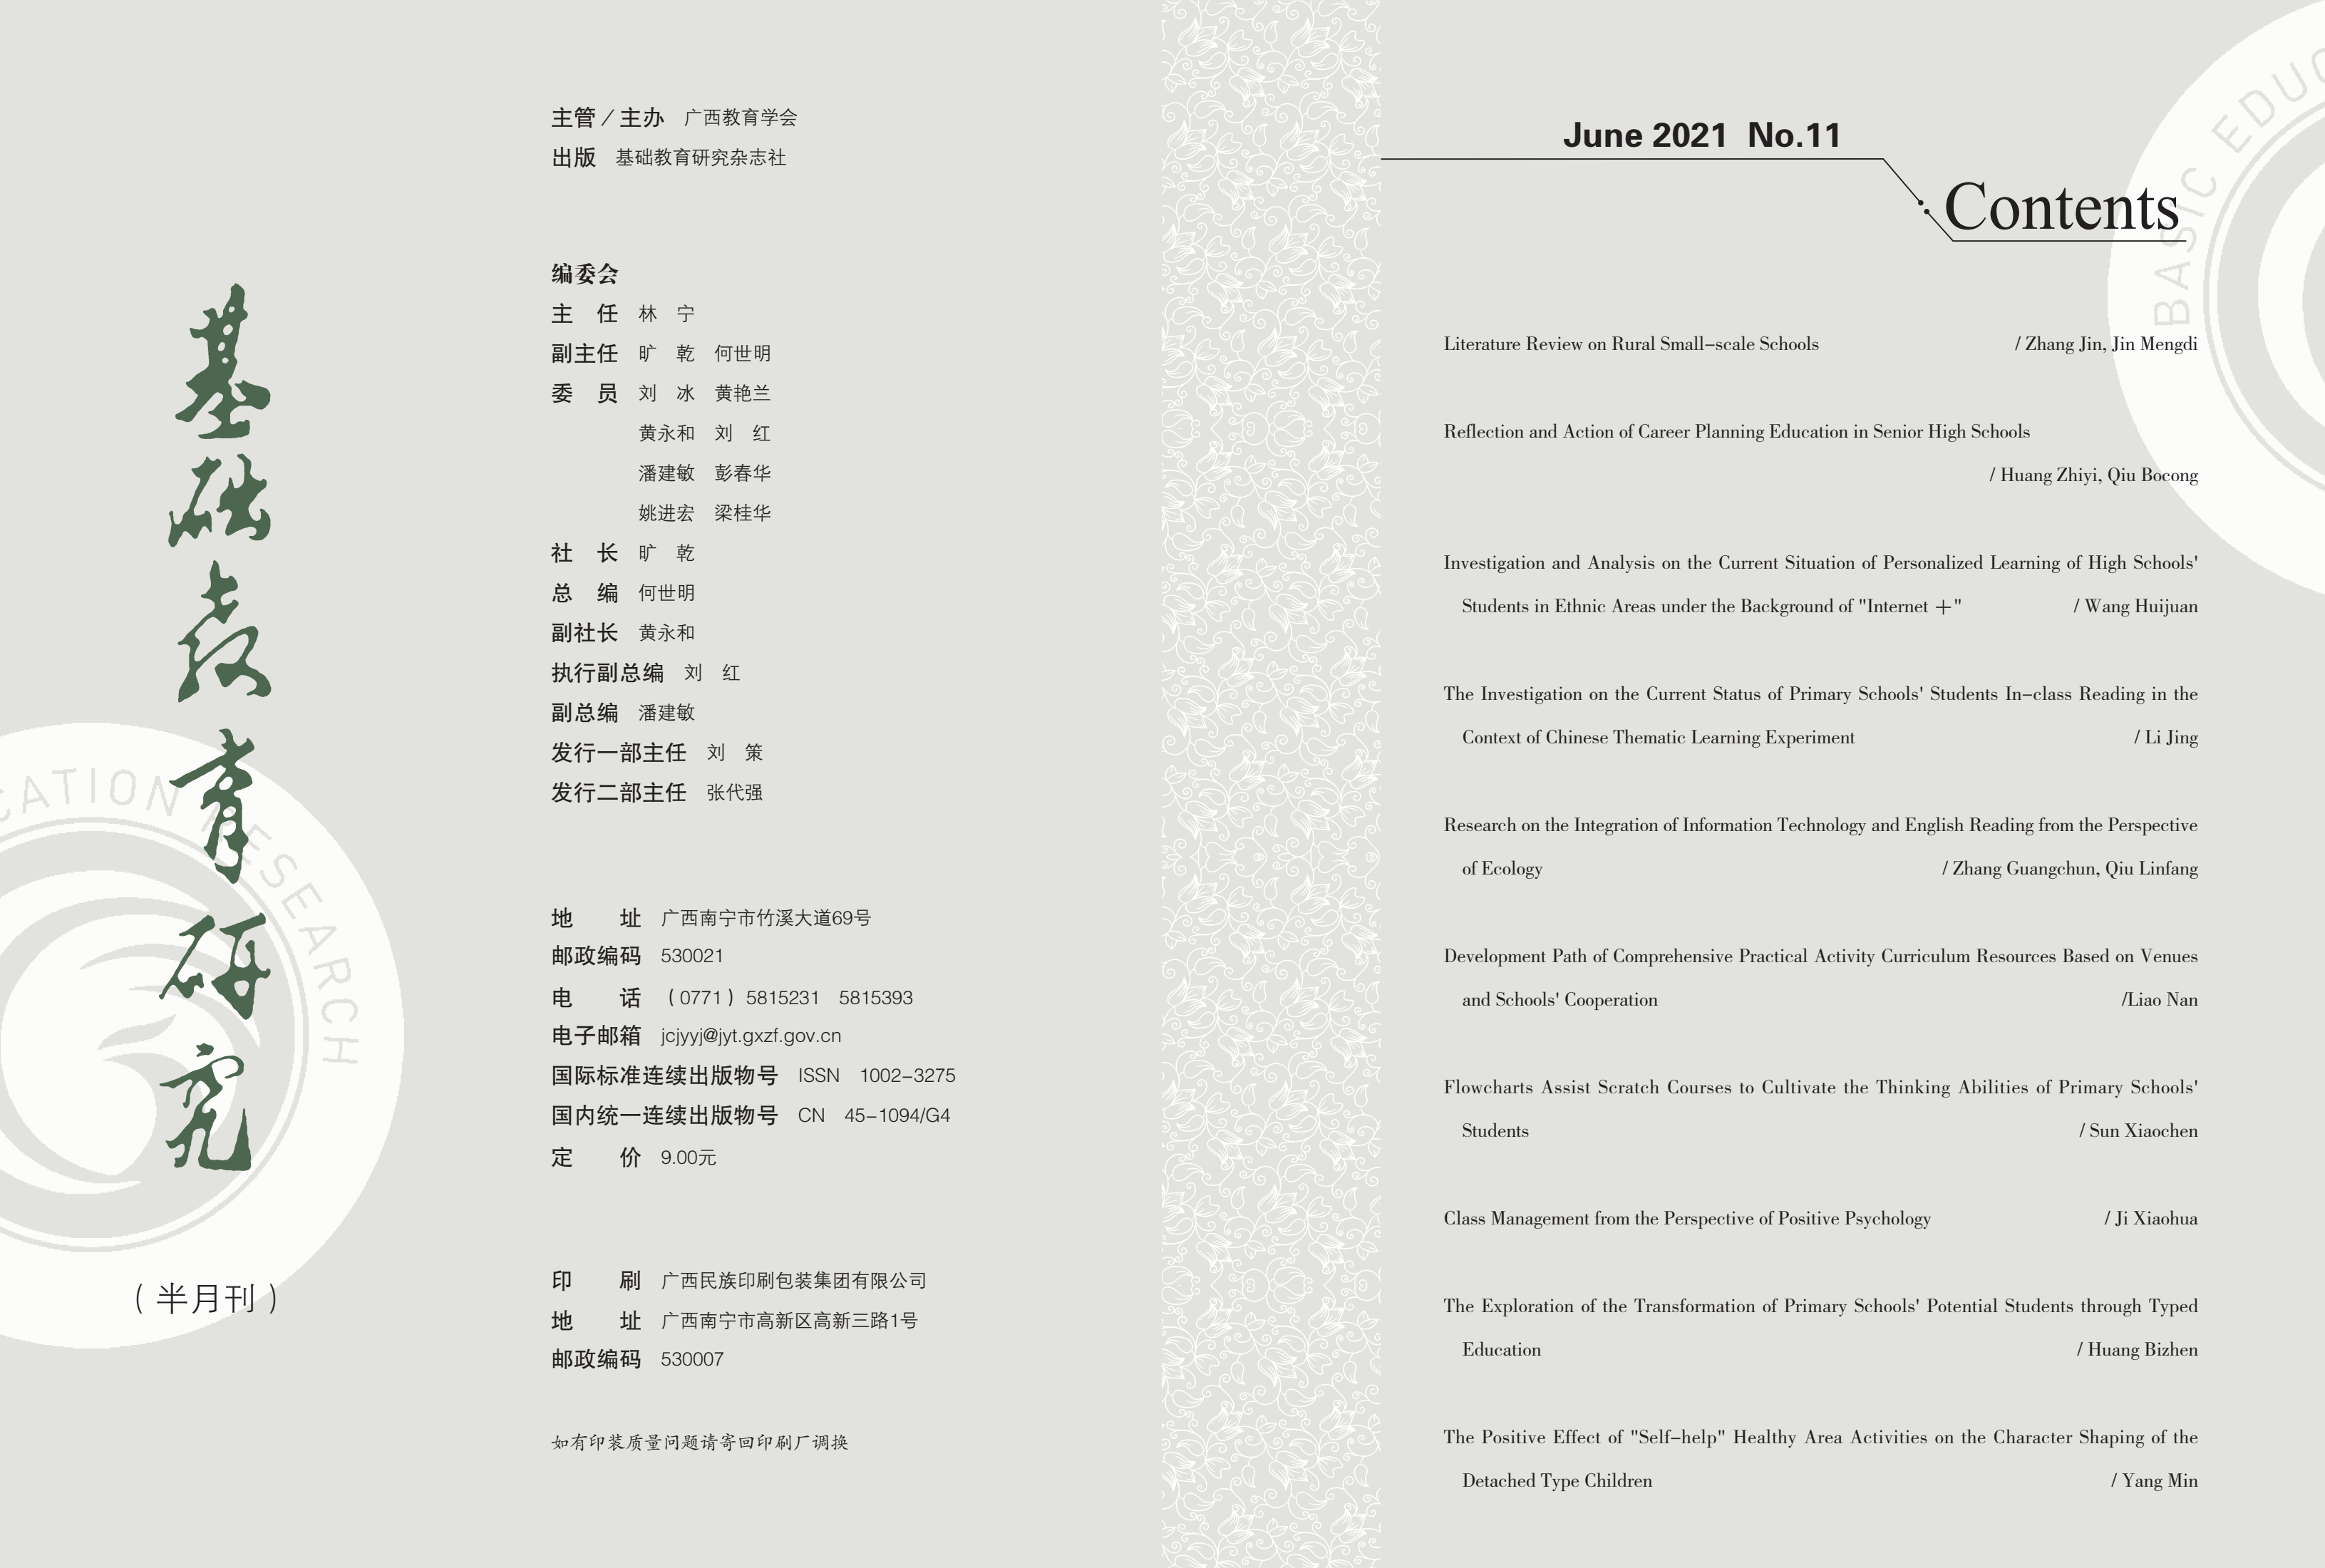 基础教育研究
（半月刊）
CATION RESEARCH
主管／主办 广西教育学会
出版 基础教育研究杂志社
编委会
主 任 林 宁
副主任 旷 乾 何世明
委 员 刘 冰 黄艳兰
黄永和 刘 红
潘建敏 彭春华
姚进宏 梁桂华
社 长 旷 乾
总 编 何世明
副社长 黄永和
执行副总编 刘 红
副总编 潘建敏
发行一部主任 刘 策
发行二部主任 张代强
地 址 广西南宁市竹溪大道69号
邮政编码 530021
电 话 （0771）5815231 5815393
电子邮箱 jcjyyj@jyt.gxzf.gov.cn
国际标准连续出版物号 ISSN 1002-3275
国内统一连续出版物号 CN 45-1094/G4
定 价 9.00元
印 刷 广西民族印刷包装集团有限公司
地 址 广西南宁市高新区高新三路1号
邮政编码 530007
如有印装质量问题请寄回印刷厂调换
BASIC EDUC
June 2021 No.11
Contents
Literature Review on Rural Small-scale Schools / Zhang Jin, Jin Mengdi
Reflection and Action of Career Planning Education in Senior High Schools
/ Huang Zhiyi, Qiu Bocong
Investigation and Analysis on the Current Situation of Personalized Learning of High Schools'
Students in Ethnic Areas under the Background of "Internet +" / Wang Huijuan
The Investigation on the Current Status of Primary Schools' Students In-class Reading in the
Context of Chinese Thematic Learning Experiment / Li Jing
Research on the Integration of Information Technology and English Reading from the Perspective
of Ecology / Zhang Guangchun, Qiu Linfang
Development Path of Comprehensive Practical Activity Curriculum Resources Based on Venues
and Schools' Cooperation /Liao Nan
Flowcharts Assist Scratch Courses to Cultivate the Thinking Abilities of Primary Schools'
Students / Sun Xiaochen
Class Management from the Perspective of Positive Psychology / Ji Xiaohua
The Exploration of the Transformation of Primary Schools' Potential Students through Typed
Education / Huang Bizhen
The Positive Effect of "Self-help" Healthy Area Activities on the Character Shaping of the
Detached Type Children / Yang Min